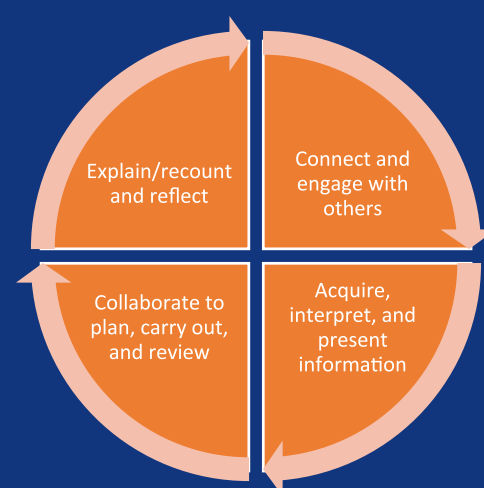 Explain/recount
and reflect
Connect and
engage with
others
Collaborate to
plan, carry out,
and review
Acquire,
interpret, and
present
information